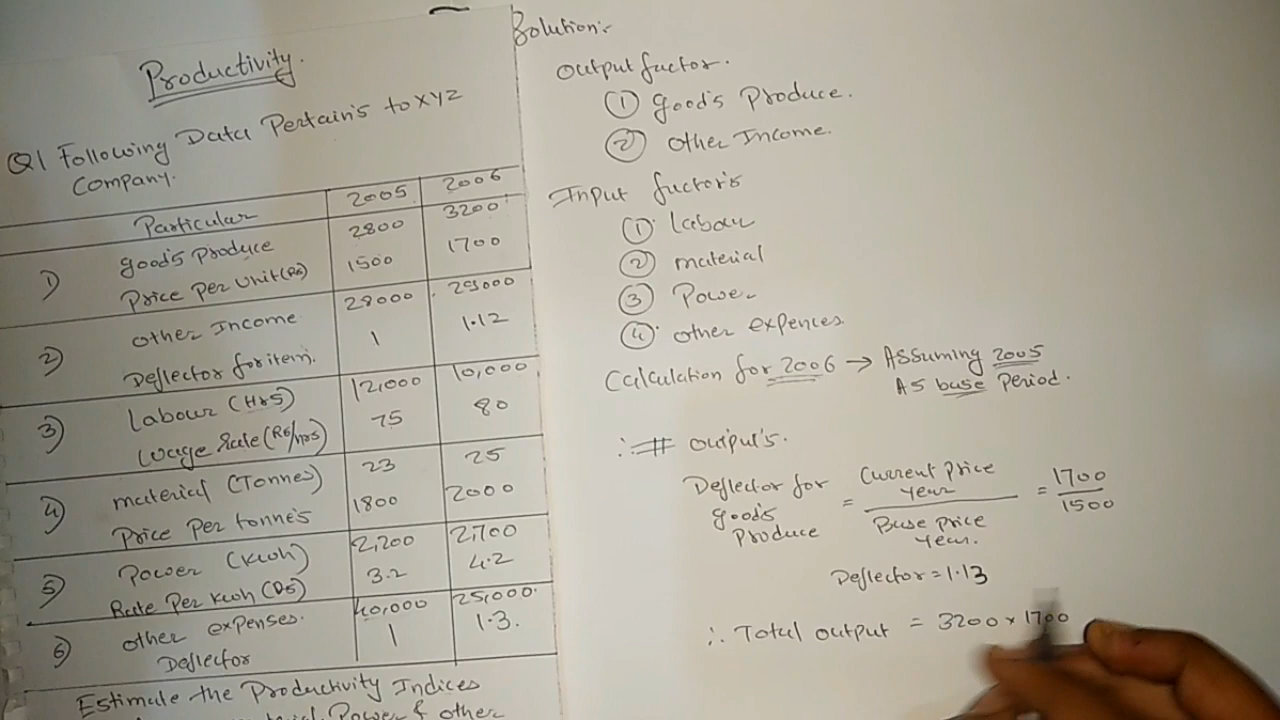 Productivity.
Q1 Following Data Pertain's to XYZ
Company.
Particular 2005 2006
1) good's produce 2800 3200
Price Per Unit (Rs) 1500 1700
2) other Income 28000 29000
Deflector for item. 1 1.12
3) Labour (Hrs) 12,000 10,000
Wage Rate (Rs/hrs) 75 80
4) material (Tonnes) 23 25
Price Per tonne's 1800 2000
5) Power (Kwh) 2,200 2,700
Rate Per Kwh (Rs) 3.2 4.2
6) other expenses. 40,000 25,000
Deflector 1 1.3.
Estimate the Productivity Indices
Power & other
Solution:-
output factor.
① good's Produce.
② other Income.
Input factor's
① labour
② material
③ Power
④ other expences.
Calculation for 2006 → Assuming 2005
As base Period.
∴ # output's.
Deflector for good's Produce = Current Price Year / Base Price Year. = 1700 / 1500
Deflector = 1.13
∴ Total output = 3200 × 1700